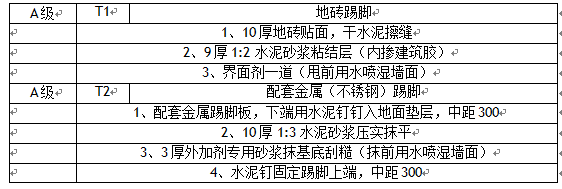 A级 T1 地砖踢脚
1、10厚地砖贴面，干水泥擦缝
2、9厚1:2水泥砂浆粘结层（内掺建筑胶）
3、界面剂一道（甩前用水喷湿墙面）
A级 T2 配套金属（不锈钢）踢脚
1、配套金属踢脚板，下端用水泥钉钉入地面垫层，中距300
2、10厚1:3水泥砂浆压实抹平
3、3厚外加剂专用砂浆抹基底刮糙（抹前用水喷湿墙面）
4、水泥钉固定踢脚上端，中距300